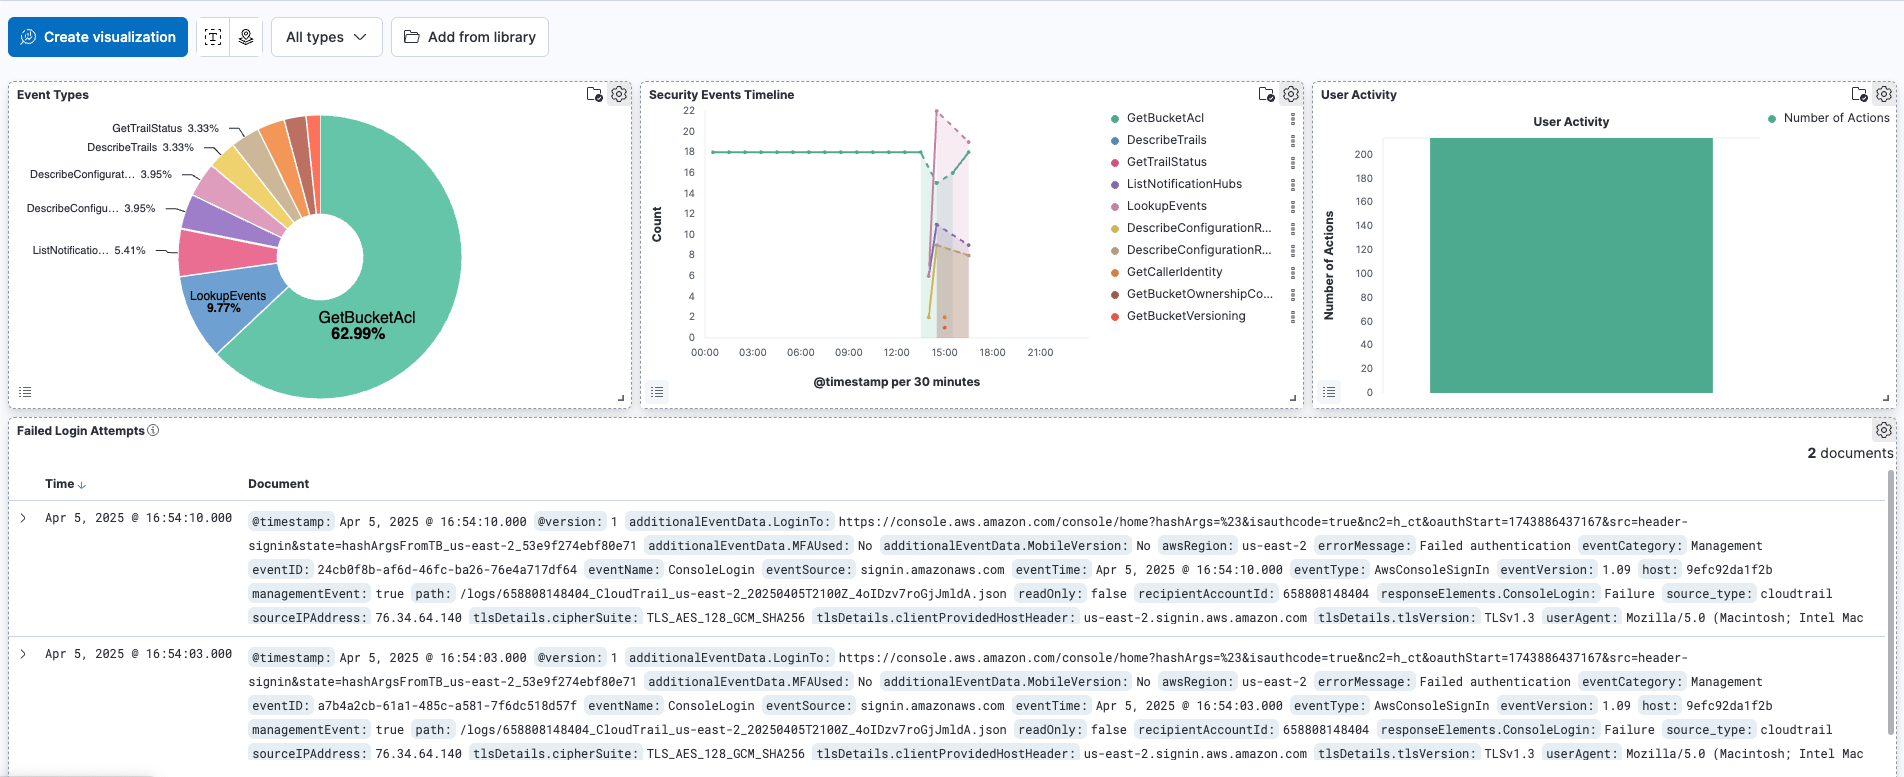 Create visualization
All types
Add from library
Event Types
GetTrailStatus 3.33%
DescribeTrails 3.33%
DescribeConfigurat... 3.95%
DescribeConfigu... 3.95%
ListNotificatio... 5.41%
LookupEvents
9.77%
GetBucketAcl
62.99%
Security Events Timeline
22
20
18
16
14
12
10
8
6
4
2
0
Count
00:00 03:00 06:00 09:00 12:00 15:00 18:00 21:00
@timestamp per 30 minutes
GetBucketAcl
DescribeTrails
GetTrailStatus
ListNotificationHubs
LookupEvents
DescribeConfigurationR...
DescribeConfigurationR...
GetCallerIdentity
GetBucketOwnershipCo...
GetBucketVersioning
User Activity
User Activity
Number of Actions
200
180
160
140
120
100
80
60
40
20
0
Number of Actions
Failed Login Attempts
2 documents
Time Document
Apr 5, 2025 @ 16:54:10.000 @timestamp: Apr 5, 2025 @ 16:54:10.000 @version: 1 additionalEventData.LoginTo: https://console.aws.amazon.com/console/home?hashArgs=%23&isauthcode=true&nc2=h_ct&oauthStart=1743886437167&src=header-
signin&state=hashArgsFromTB_us-east-2_53e9f274ebf80e71 additionalEventData.MFAUsed: No additionalEventData.MobileVersion: No awsRegion: us-east-2 errorMessage: Failed authentication eventCategory: Management
eventID: 24cb0f8b-af6d-46fc-ba26-76e4a717df64 eventName: ConsoleLogin eventSource: signin.amazonaws.com eventTime: Apr 5, 2025 @ 16:54:10.000 eventType: AwsConsoleSignIn eventVersion: 1.09 host: 9efc92da1f2b
managementEvent: true path: /logs/658808148404_CloudTrail_us-east-2_20250405T2100Z_4oIDzv7roGjJmldA.json readOnly: false recipientAccountId: 658808148404 responseElements.ConsoleLogin: Failure source_type: cloudtrail
sourceIPAddress: 76.34.64.140 tlsDetails.cipherSuite: TLS_AES_128_GCM_SHA256 tlsDetails.clientProvidedHostHeader: us-east-2.signin.aws.amazon.com tlsDetails.tlsVersion: TLSv1.3 userAgent: Mozilla/5.0 (Macintosh; Intel Mac
Apr 5, 2025 @ 16:54:03.000 @timestamp: Apr 5, 2025 @ 16:54:03.000 @version: 1 additionalEventData.LoginTo: https://console.aws.amazon.com/console/home?hashArgs=%23&isauthcode=true&nc2=h_ct&oauthStart=1743886437167&src=header-
signin&state=hashArgsFromTB_us-east-2_53e9f274ebf80e71 additionalEventData.MFAUsed: No additionalEventData.MobileVersion: No awsRegion: us-east-2 errorMessage: Failed authentication eventCategory: Management
eventID: a7b4a2cb-61a1-485c-a581-7f6dc518d57f eventName: ConsoleLogin eventSource: signin.amazonaws.com eventTime: Apr 5, 2025 @ 16:54:03.000 eventType: AwsConsoleSignIn eventVersion: 1.09 host: 9efc92da1f2b
managementEvent: true path: /logs/658808148404_CloudTrail_us-east-2_20250405T2100Z_4oIDzv7roGjJmldA.json readOnly: false recipientAccountId: 658808148404 responseElements.ConsoleLogin: Failure source_type: cloudtrail
sourceIPAddress: 76.34.64.140 tlsDetails.cipherSuite: TLS_AES_128_GCM_SHA256 tlsDetails.clientProvidedHostHeader: us-east-2.signin.aws.amazon.com tlsDetails.tlsVersion: TLSv1.3 userAgent: Mozilla/5.0 (Macintosh; Intel Mac